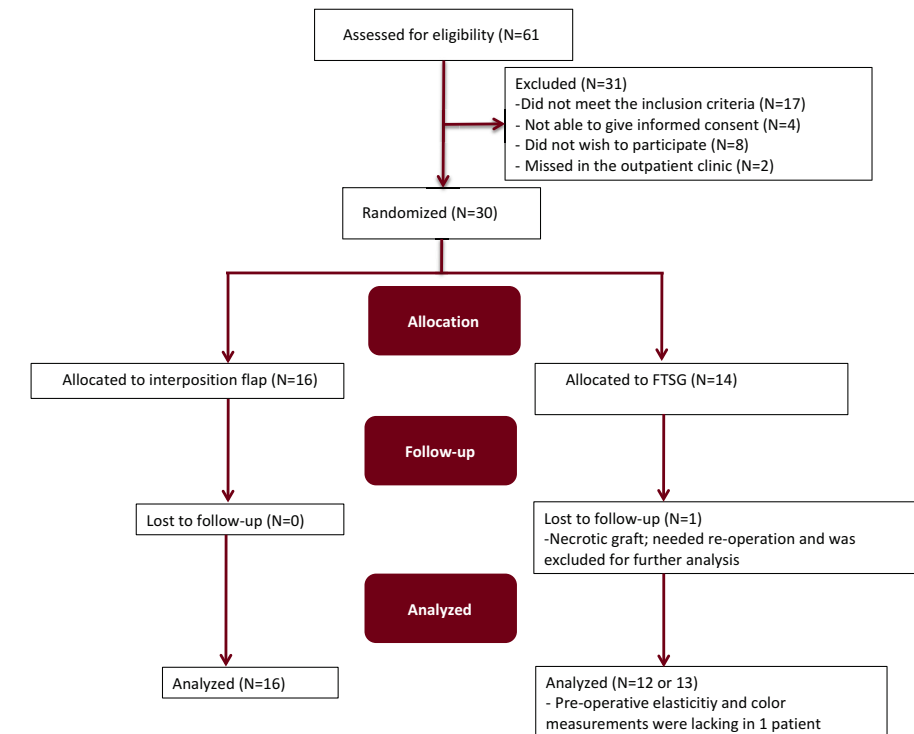 Assessed for eligibility (N=61
Excluded (N=31)
-Did not meet the inclusion criteria (N=17)
- Not able to give informed consent (N=4)
- Did not wish to participate (N=8)
- Missed in the outpatient clinic (N=2)
Randomized (N=30)
Allocation
Allocated to interposition flap (N=16)
Allocated to FTSG (N=14)
Follow-up
Lost to follow-up (N=0)
Lost to follow-up (N=1)
-Necrotic graft; needed re-operation and was
excluded for further analysis
Analyzed
Analyzed (N=16)
Analyzed (N=12 or 13)
- Pre-operative elasticitiy and color
measurements were lacking in 1 patient